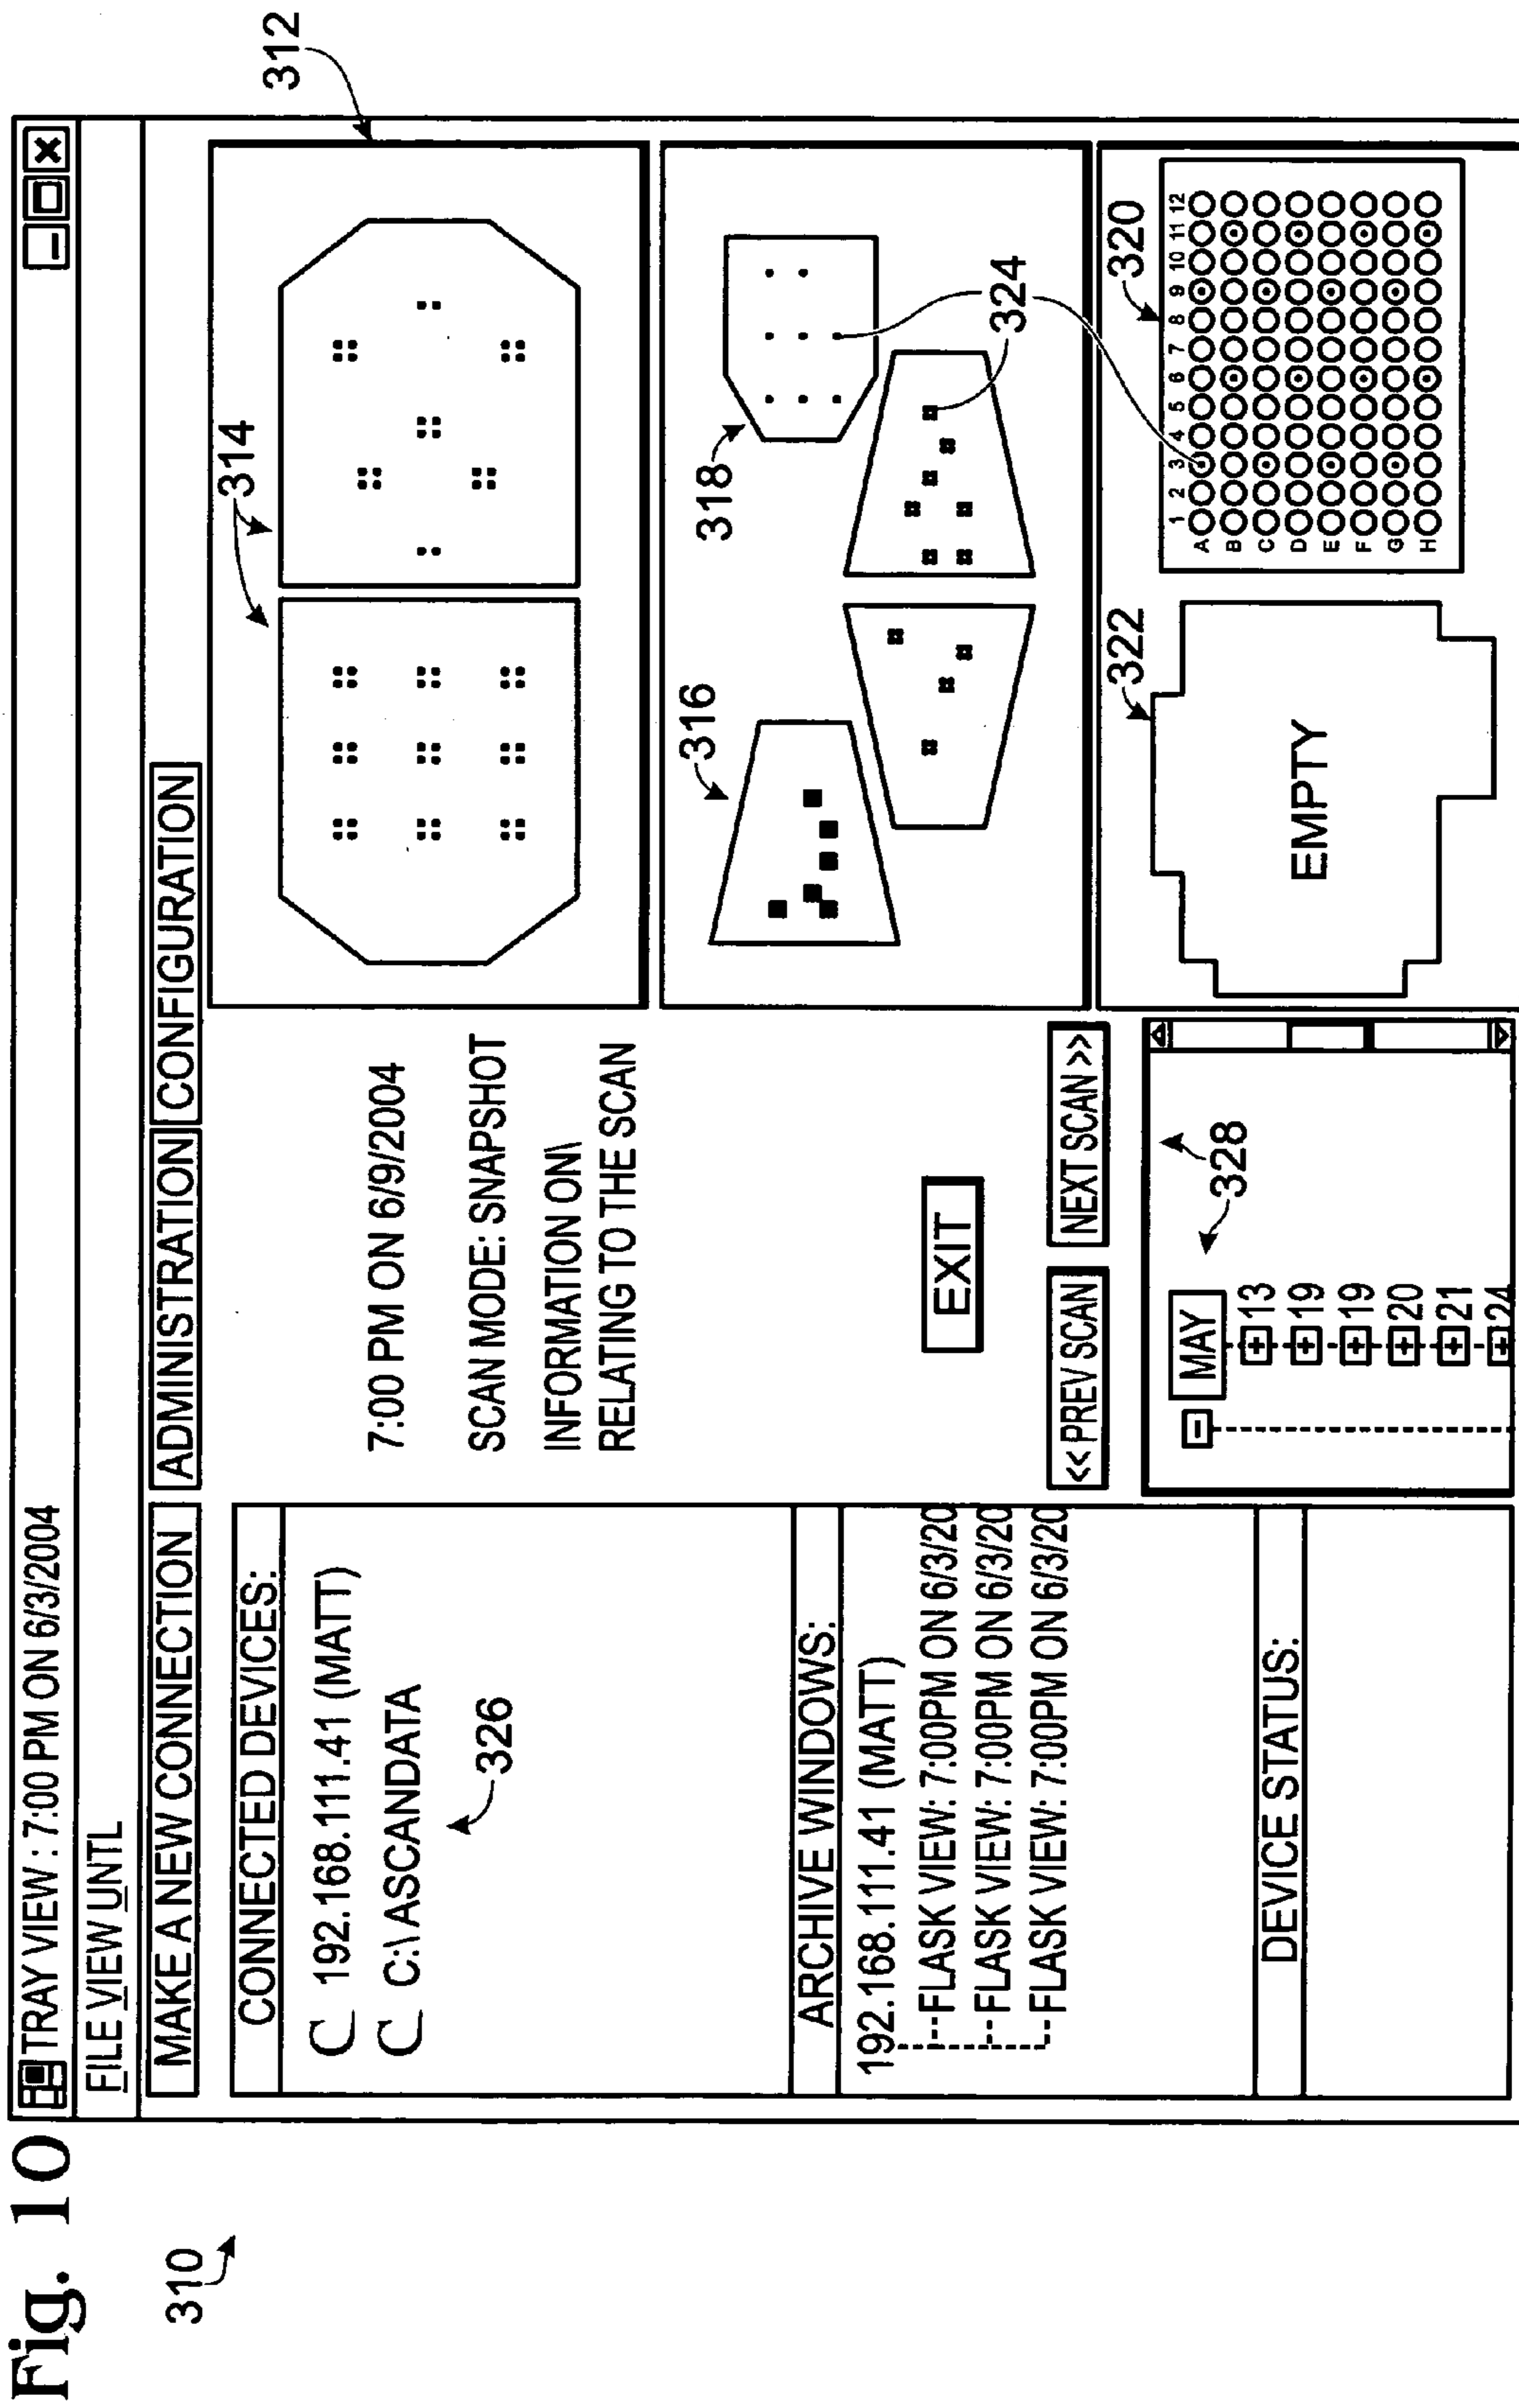 Fig. 10
310
TRAY VIEW : 7:00 PM ON 6/3/2004
FILE VIEW UNTL
MAKE A NEW CONNECTION
ADMINISTRATION
CONFIGURATION
CONNECTED DEVICES:
C 192.168.111.41 (MATT)
C C:\ ASCANDATA
326
ARCHIVE WINDOWS:
192.168.111.41 (MATT)
FLASK VIEW: 7:00PM ON 6/3/20
FLASK VIEW: 7:00PM ON 6/3/20
FLASK VIEW: 7:00PM ON 6/3/20
DEVICE STATUS:
7:00 PM ON 6/9/2004
SCAN MODE: SNAPSHOT
INFORMATION ON\
RELATING TO THE SCAN
EXIT
<< PREV SCAN
NEXT SCAN >>
MAY
13
19
19
20
21
24
328
312
314
316
318
324
322
EMPTY
320
1 2 3 4 5 6 7 8 9 10 11 12
A
B
C
D
E
F
G
H